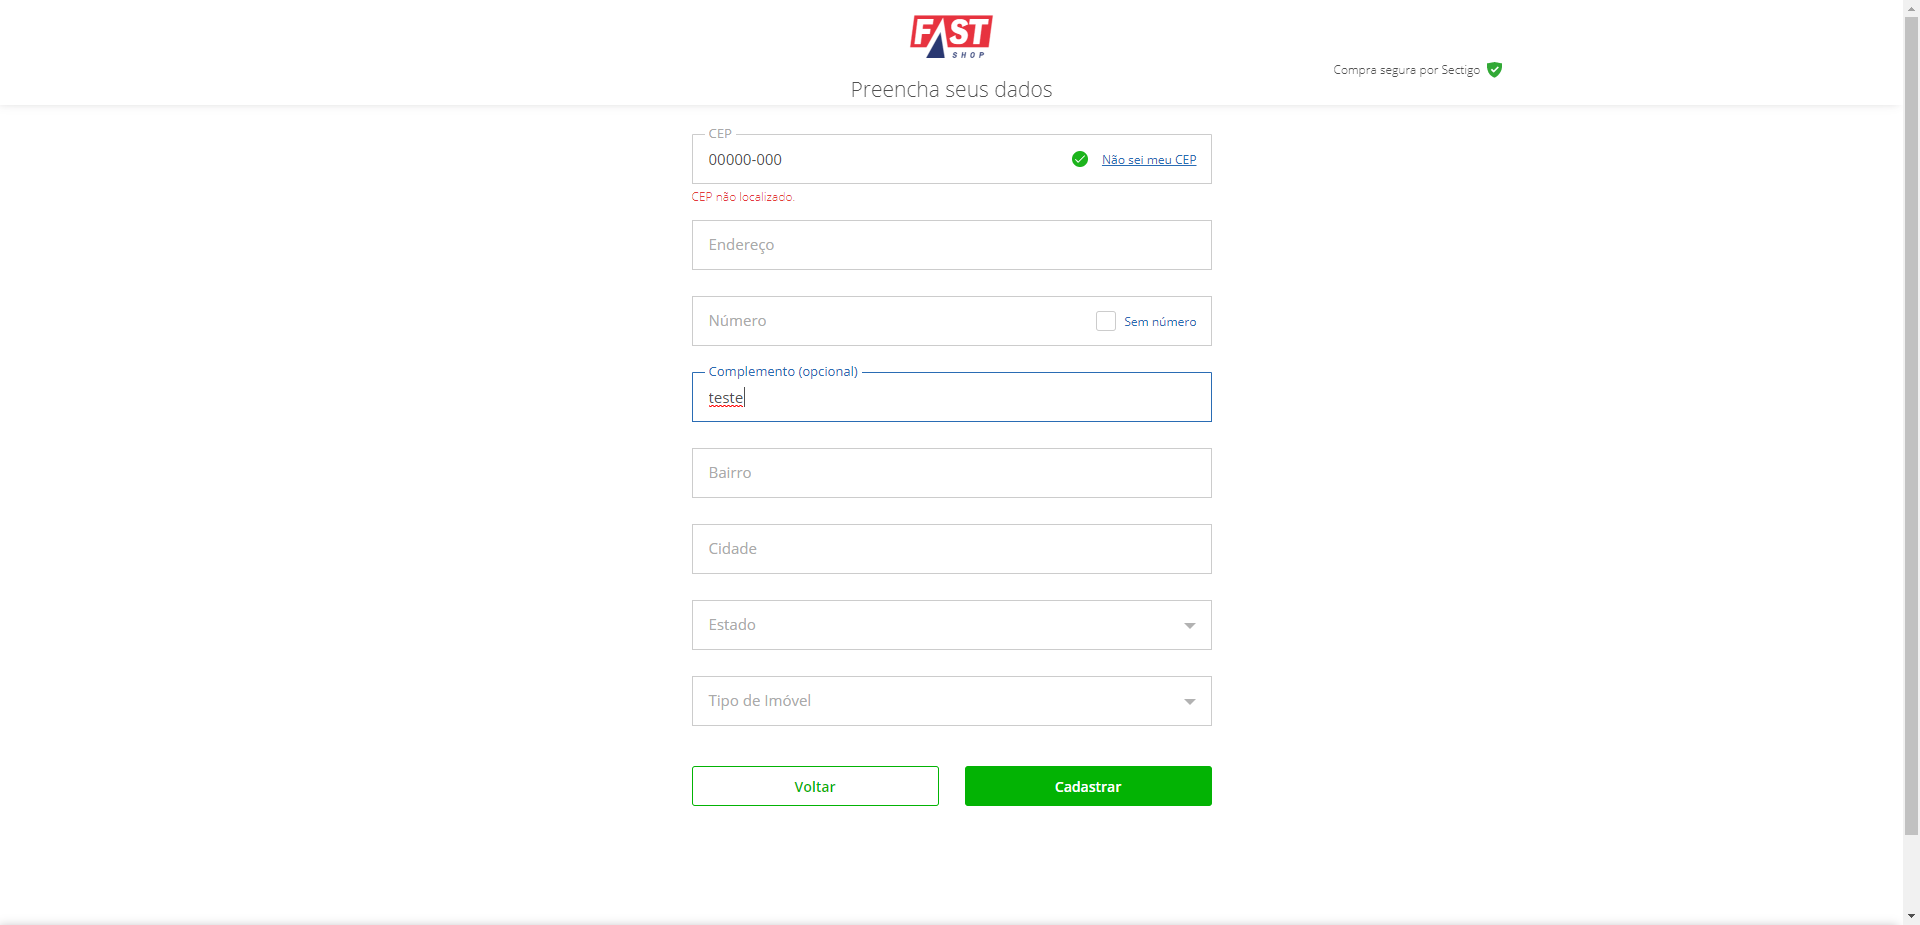 FAST
SHOP
Compra segura por Sectigo
Preencha seus dados
CEP
00000-000
Não sei meu CEP
CEP não localizado.
Endereço
Número
Sem número
Complemento (opcional)
teste
Bairro
Cidade
Estado
Tipo de Imóvel
Voltar
Cadastrar